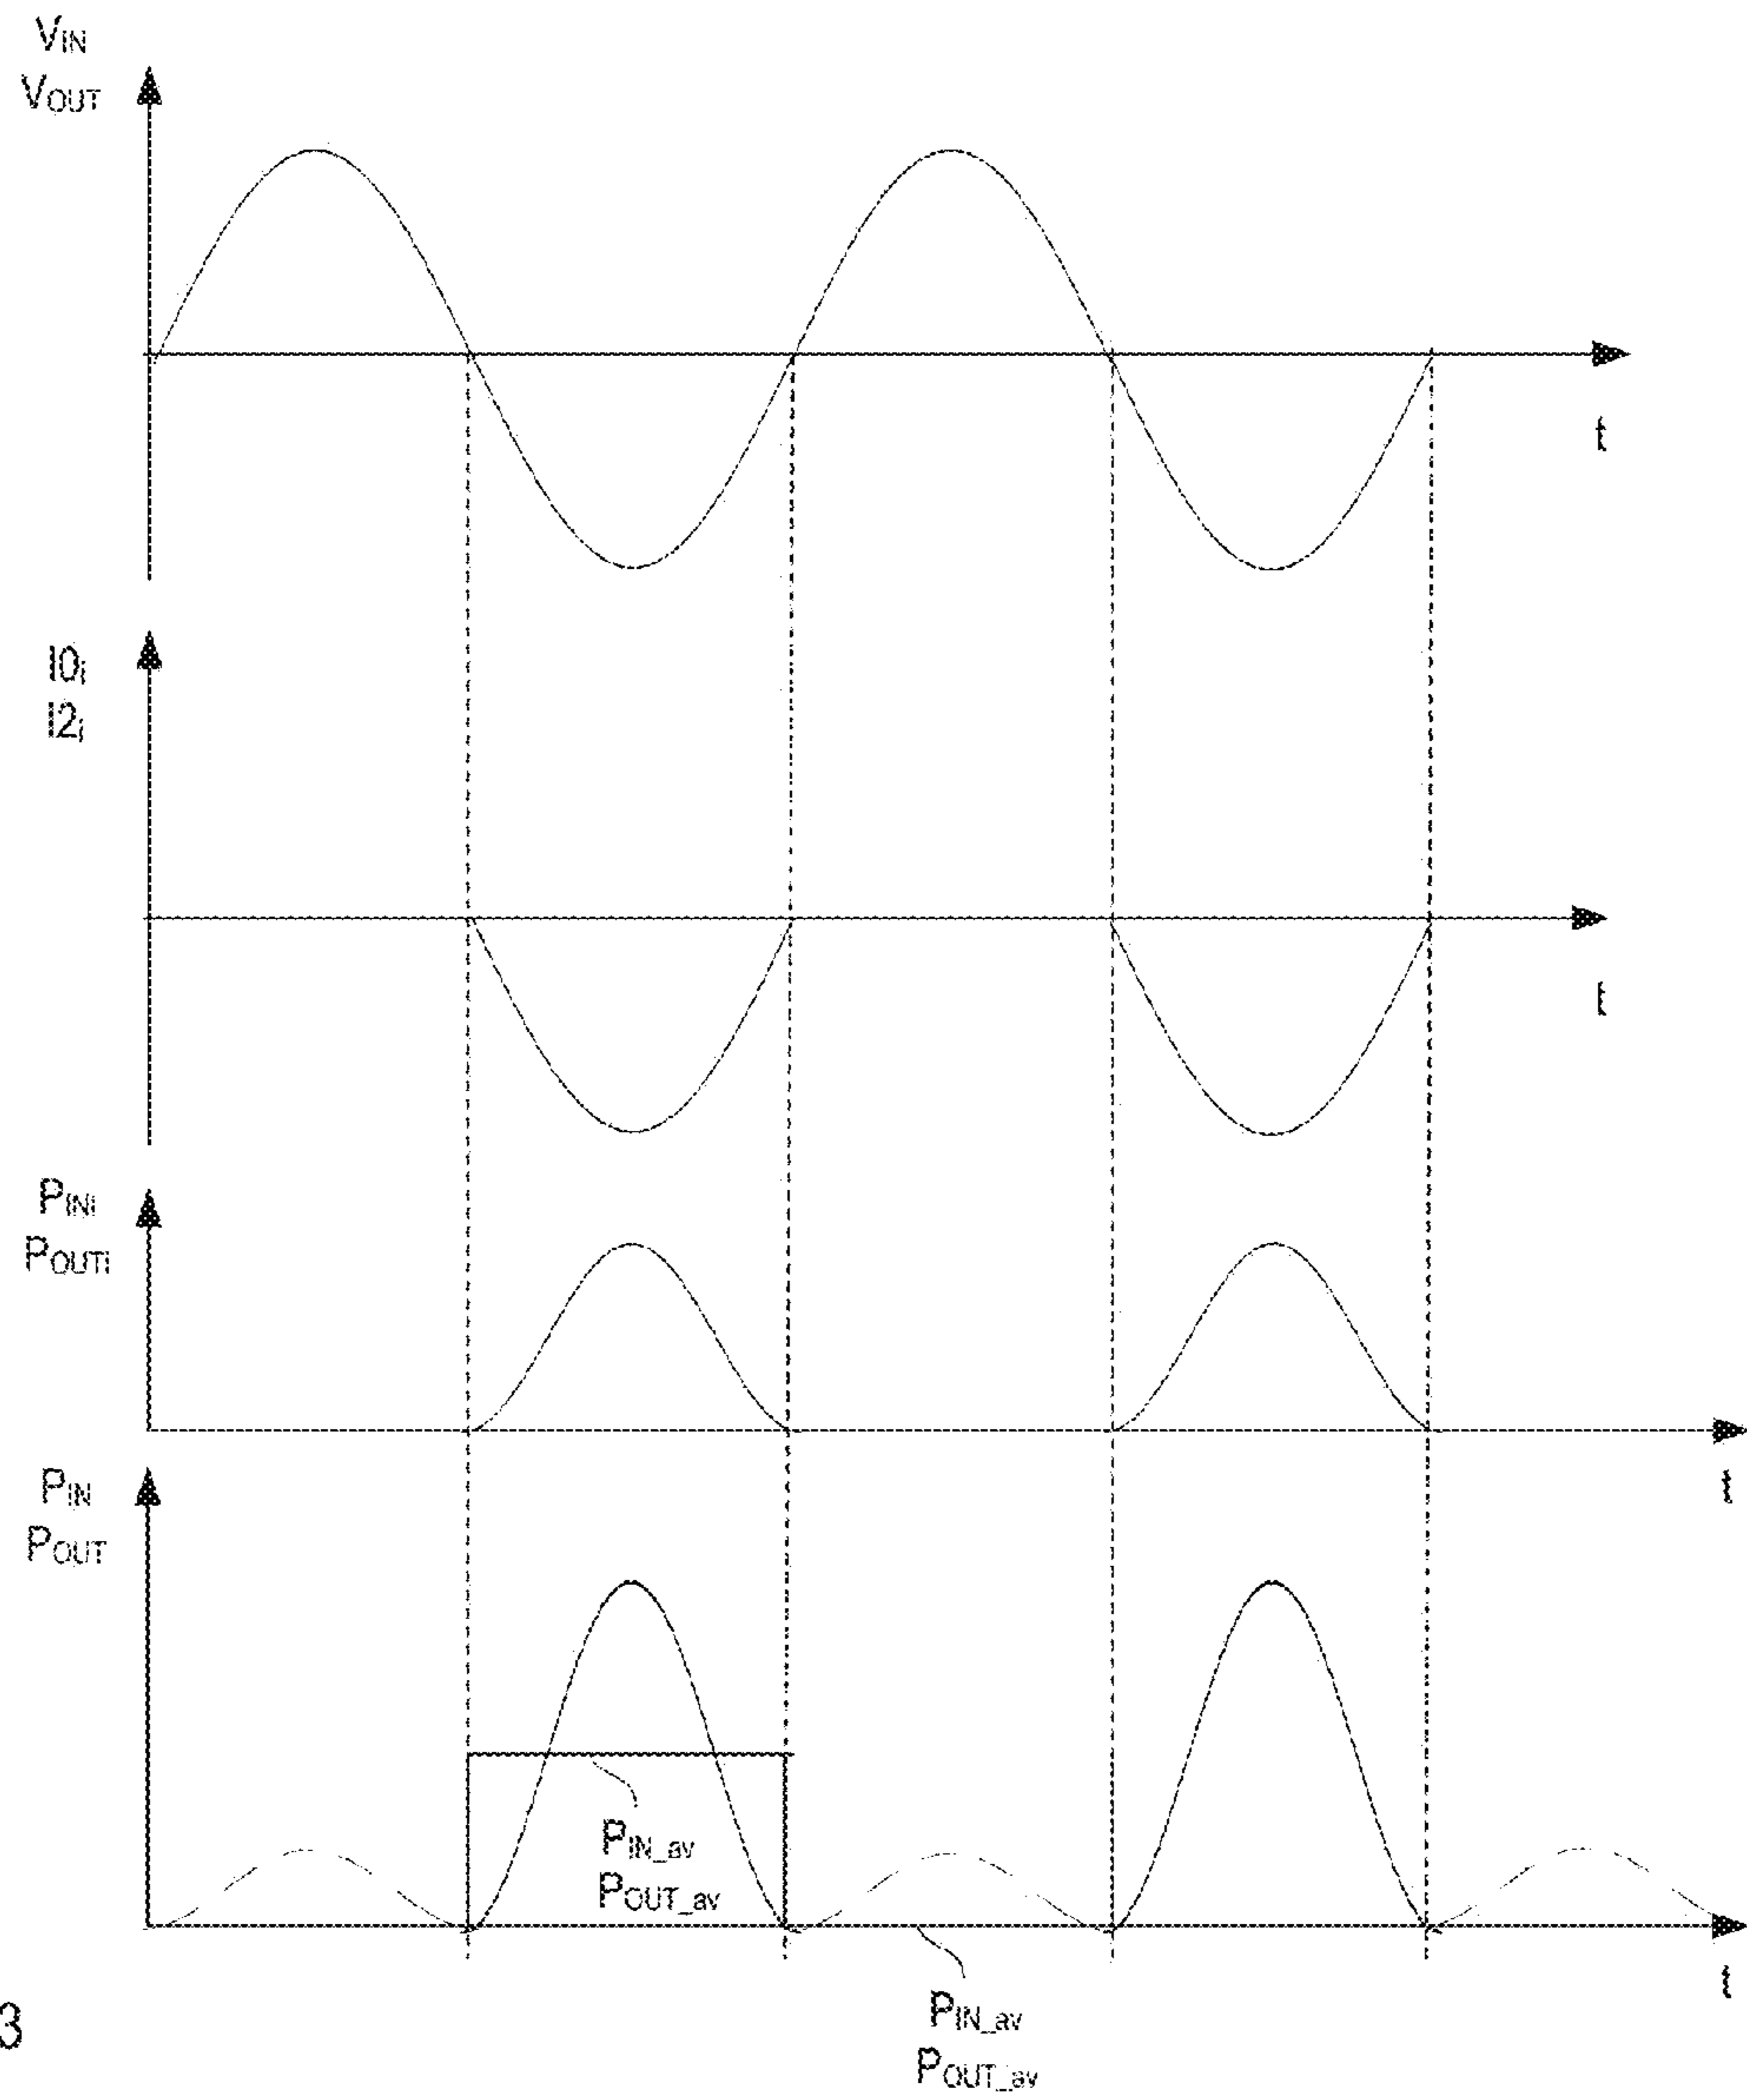 VIN
VOUT
t
I0i
I2i
t
PINi
POUTi
t
PIN
POUT
PIN_av
POUT_av
t
PIN_av
POUT_av
3